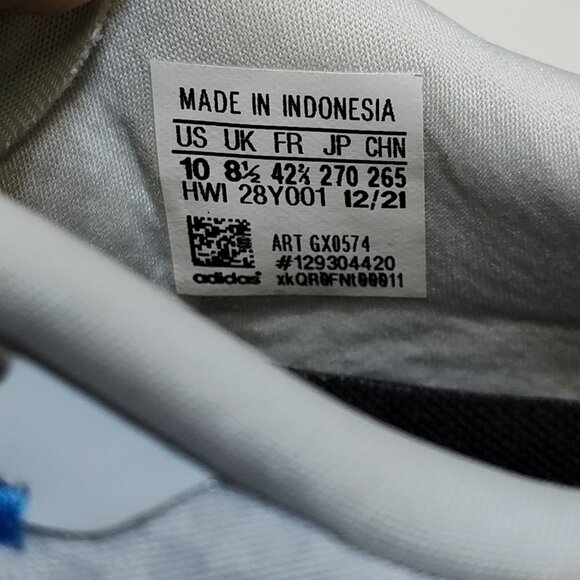 MADE IN INDONESIA
US UK FR JP CHN
10 8½ 42⅔ 270 265
HWI 28Y001 12/21
ART GX0574
#129304420
adidas xkQR0FNt00011